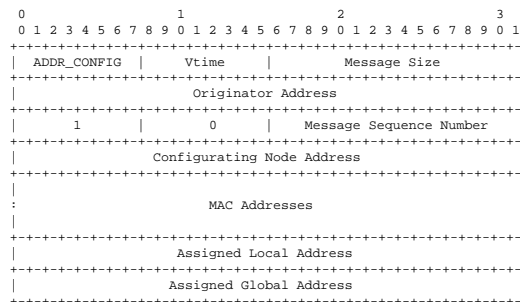 0 1 2 3
0 1 2 3 4 5 6 7 8 9 0 1 2 3 4 5 6 7 8 9 0 1 2 3 4 5 6 7 8 9 0 1
+-+-+-+-+-+-+-+-+-+-+-+-+-+-+-+-+-+-+-+-+-+-+-+-+-+-+-+-+-+-+-+-
| ADDR_CONFIG | Vtime | Message Size
+-+-+-+-+-+-+-+-+-+-+-+-+-+-+-+-+-+-+-+-+-+-+-+-+-+-+-+-+-+-+-+-
| Originator Address
+-+-+-+-+-+-+-+-+-+-+-+-+-+-+-+-+-+-+-+-+-+-+-+-+-+-+-+-+-+-+-+-
| 1 | 0 | Message Sequence Number
+-+-+-+-+-+-+-+-+-+-+-+-+-+-+-+-+-+-+-+-+-+-+-+-+-+-+-+-+-+-+-+-
| Configurating Node Address
+-+-+-+-+-+-+-+-+-+-+-+-+-+-+-+-+-+-+-+-+-+-+-+-+-+-+-+-+-+-+-+-
|
: MAC Addresses
|
+-+-+-+-+-+-+-+-+-+-+-+-+-+-+-+-+-+-+-+-+-+-+-+-+-+-+-+-+-+-+-+-
| Assigned Local Address
+-+-+-+-+-+-+-+-+-+-+-+-+-+-+-+-+-+-+-+-+-+-+-+-+-+-+-+-+-+-+-+-
| Assigned Global Address
+-+-+-+-+-+-+-+-+-+-+-+-+-+-+-+-+-+-+-+-+-+-+-+-+-+-+-+-+-+-+-+-